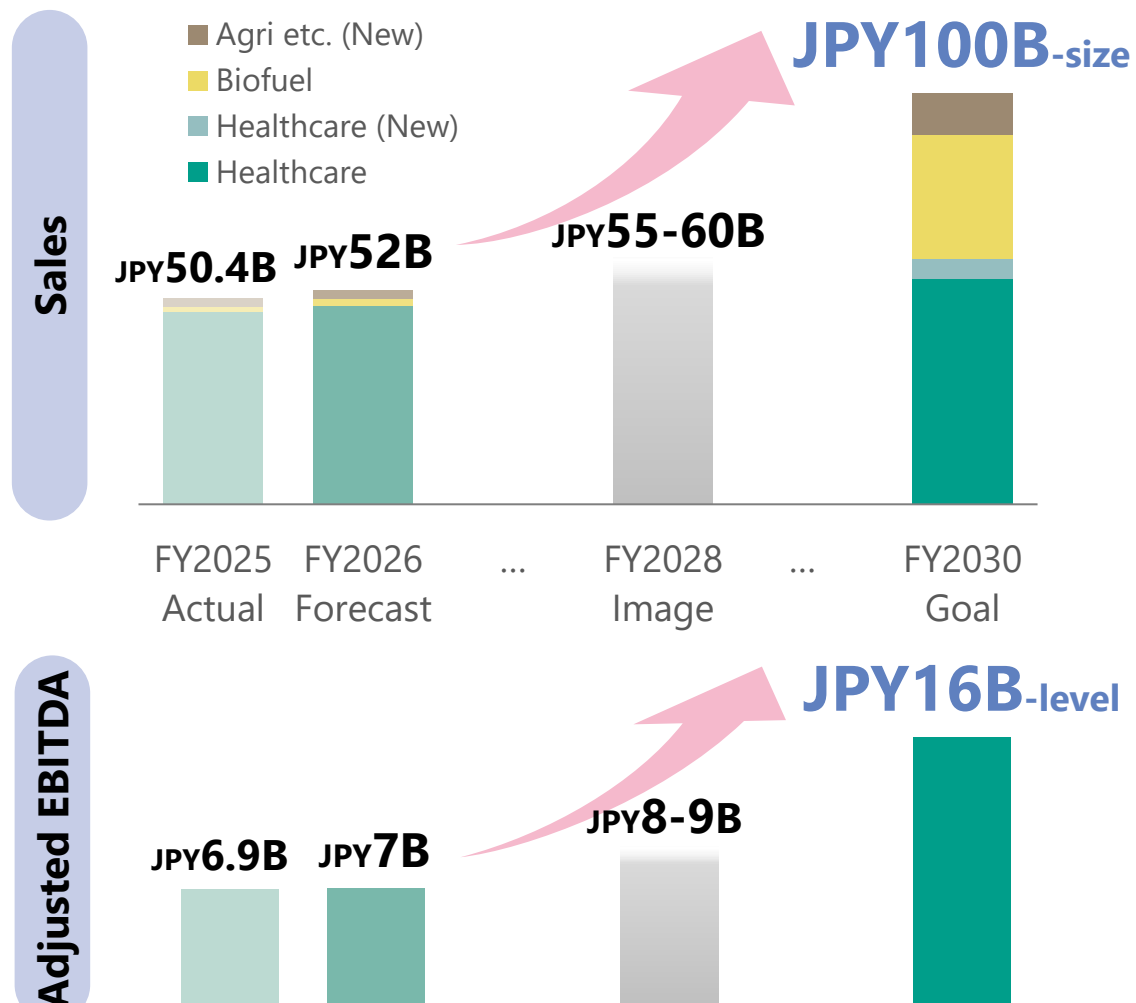 Sales
Agri etc. (New)
Biofuel
Healthcare (New)
Healthcare
JPY100B-size
JPY50.4B
JPY52B
JPY55-60B
FY2025
Actual
FY2026
Forecast
...
FY2028
Image
...
FY2030
Goal
Adjusted EBITDA
JPY16B-level
JPY6.9B
JPY7B
JPY8-9B